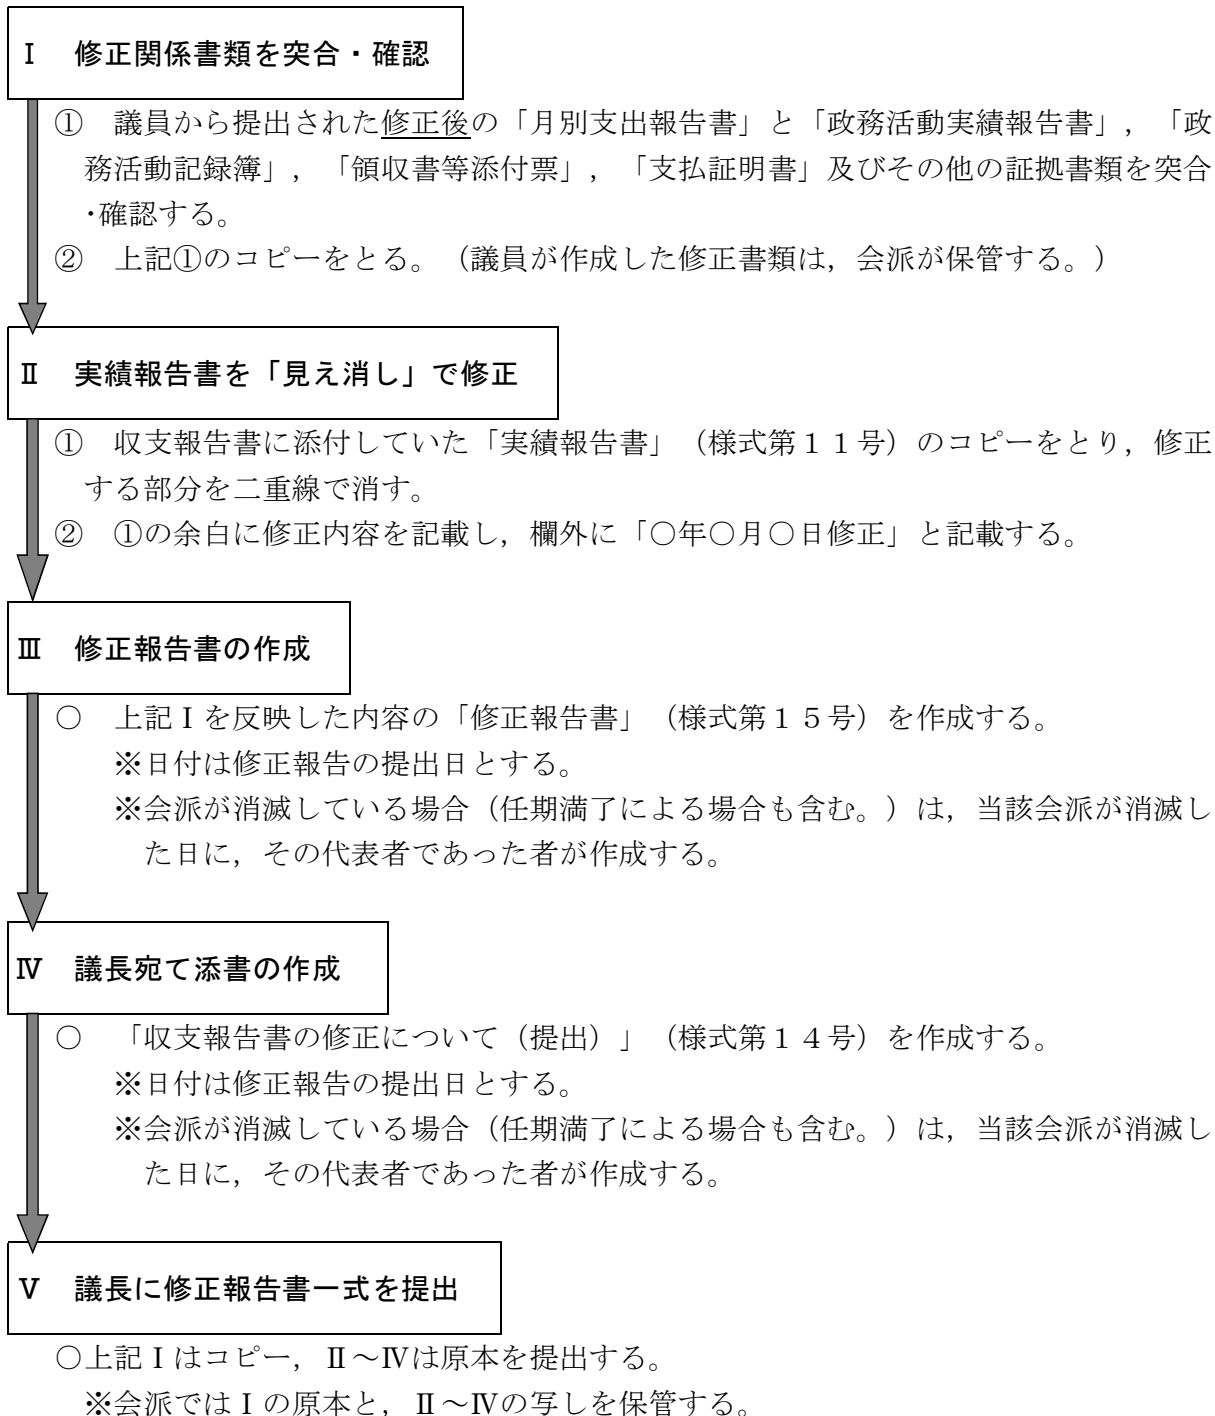 Ⅰ　修正関係書類を突合・確認
①　議員から提出された修正後の「月別支出報告書」と「政務活動実績報告書」，「政
務活動記録簿」，「領収書等添付票」，「支払証明書」及びその他の証拠書類を突合
・確認する。
②　上記①のコピーをとる。（議員が作成した修正書類は，会派が保管する。）
Ⅱ　実績報告書を「見え消し」で修正
①　収支報告書に添付していた「実績報告書」（様式第１１号）のコピーをとり，修正
する部分を二重線で消す。
②　①の余白に修正内容を記載し，欄外に「○年○月○日修正」と記載する。
Ⅲ　修正報告書の作成
○　上記Ⅰを反映した内容の「修正報告書」（様式第１５号）を作成する。
※日付は修正報告の提出日とする。
※会派が消滅している場合（任期満了による場合も含む。）は，当該会派が消滅し
た日に，その代表者であった者が作成する。
Ⅳ　議長宛て添書の作成
○　「収支報告書の修正について（提出）」（様式第１４号）を作成する。
※日付は修正報告の提出日とする。
※会派が消滅している場合（任期満了による場合も含む。）は，当該会派が消滅し
た日に，その代表者であった者が作成する。
Ⅴ　議長に修正報告書一式を提出
○上記Ⅰはコピー，Ⅱ～Ⅳは原本を提出する。
※会派ではⅠの原本と，Ⅱ～Ⅳの写しを保管する。